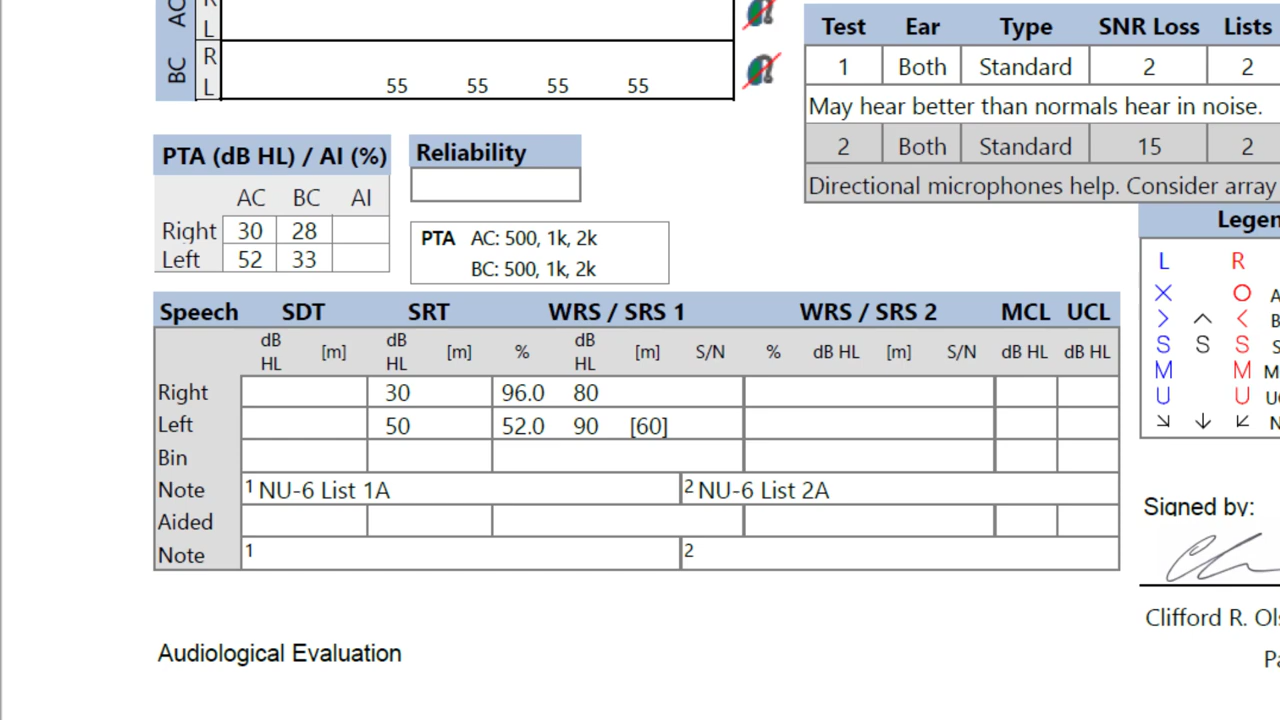 AC R
L
BC R
L 55 55 55 55
Test Ear Type SNR Loss Lists
1 Both Standard 2 2
May hear better than normals hear in noise.
2 Both Standard 15 2
Directional microphones help. Consider array
PTA (dB HL) / AI (%)
AC BC AI
Right 30 28
Left 52 33
Reliability
PTA AC: 500, 1k, 2k
BC: 500, 1k, 2k
L R
X O
> ^ <
S S S
M M
U U
Speech SDT SRT WRS / SRS 1 WRS / SRS 2 MCL UCL
dB HL [m] dB HL [m] % dB HL [m] S/N % dB HL [m] S/N dB HL dB HL
Right 30 96.0 80
Left 50 52.0 90 [60]
Bin
Note 1 NU-6 List 1A 2 NU-6 List 2A
Aided
Note 1 2
Signed by:
Clifford R.
Audiological Evaluation